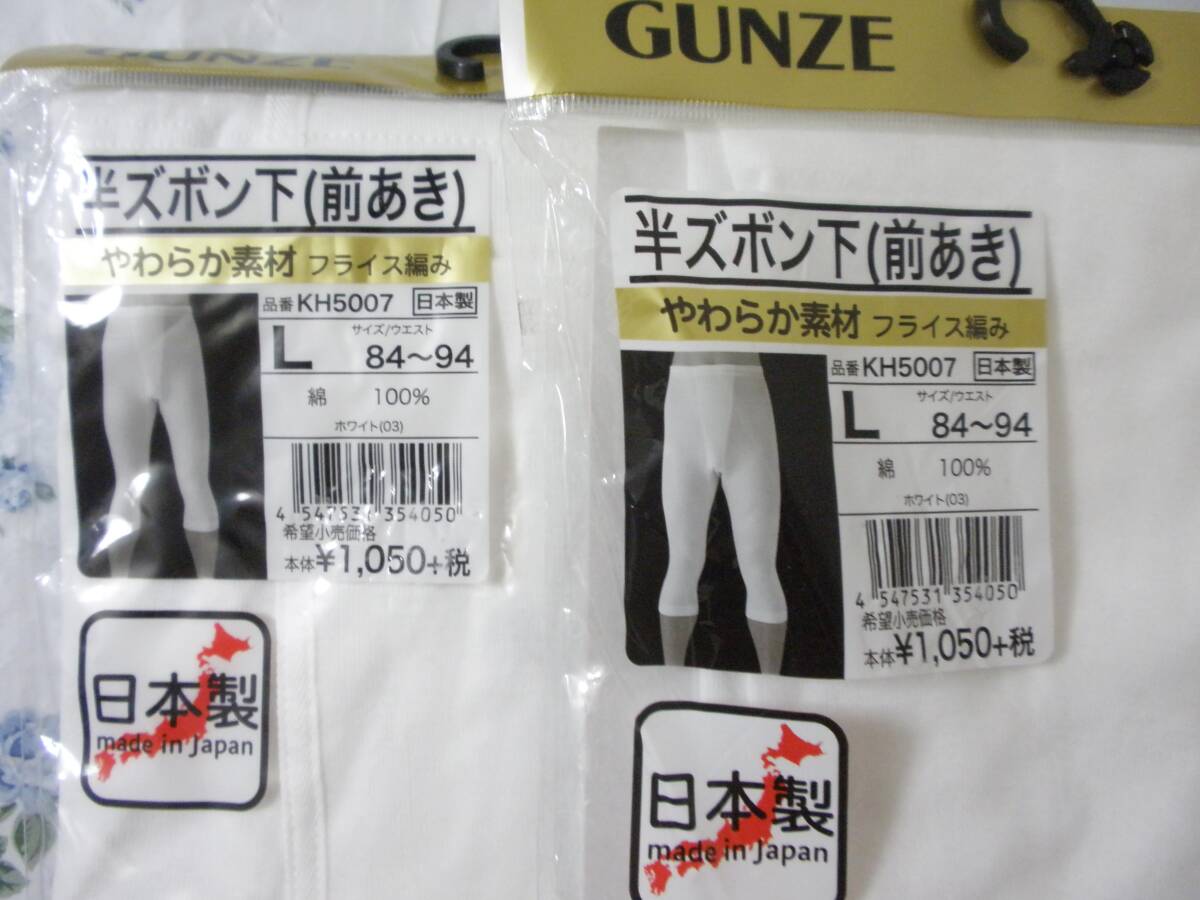 GUNZE
半ズボン下(前あき)
やわらか素材 フライス編み
品番 KH5007 日本製
サイズ/ウエスト
L 84～94
綿 100%
ホワイト(03)
4 547531 354050
希望小売価格
本体¥1,050+税
日本製
made in Japan
GUNZE
半ズボン下(前あき)
やわらか素材 フライス編み
品番 KH5007 日本製
サイズ/ウエスト
L 84～94
綿 100%
ホワイト(03)
4 547531 354050
希望小売価格
本体¥1,050+税
日本製
made in Japan